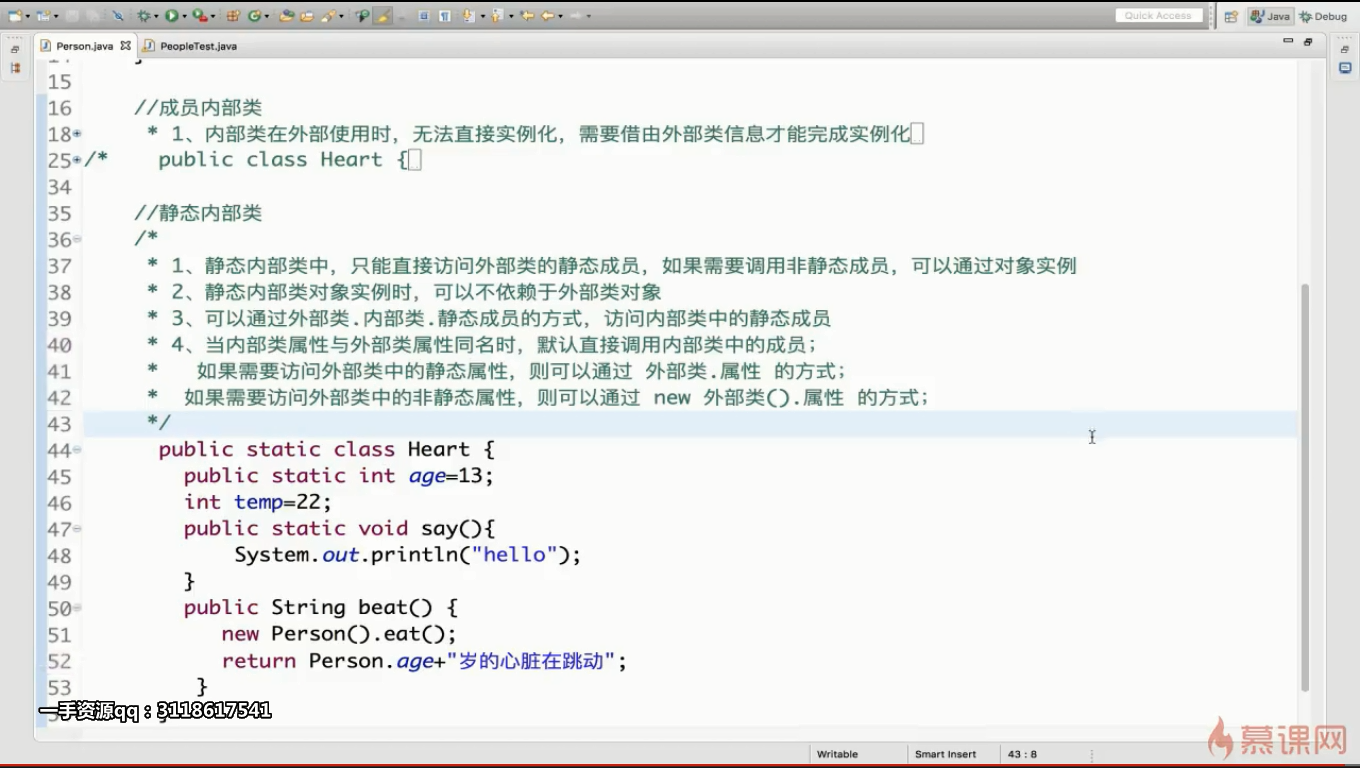 Quick Access
Java
Debug
Person.java
PeopleTest.java
15
16 //成员内部类
18 * 1、内部类在外部使用时，无法直接实例化，需要借由外部类信息才能完成实例化
25 /* public class Heart {
34
35 //静态内部类
36 /*
37 * 1、静态内部类中，只能直接访问外部类的静态成员，如果需要调用非静态成员，可以通过对象实例
38 * 2、静态内部类对象实例时，可以不依赖于外部类对象
39 * 3、可以通过外部类.内部类.静态成员的方式，访问内部类中的静态成员
40 * 4、当内部类属性与外部类属性同名时，默认直接调用内部类中的成员；
41 * 如果需要访问外部类中的静态属性，则可以通过 外部类.属性 的方式；
42 * 如果需要访问外部类中的非静态属性，则可以通过 new 外部类().属性 的方式；
43 */
44 public static class Heart {
45 public static int age=13;
46 int temp=22;
47 public static void say(){
48 System.out.println("hello");
49 }
50 public String beat() {
51 new Person().eat();
52 return Person.age+"岁的心脏在跳动";
53 }
一手资源qq：3118617541
慕课网
Writable
Smart Insert
43 : 8